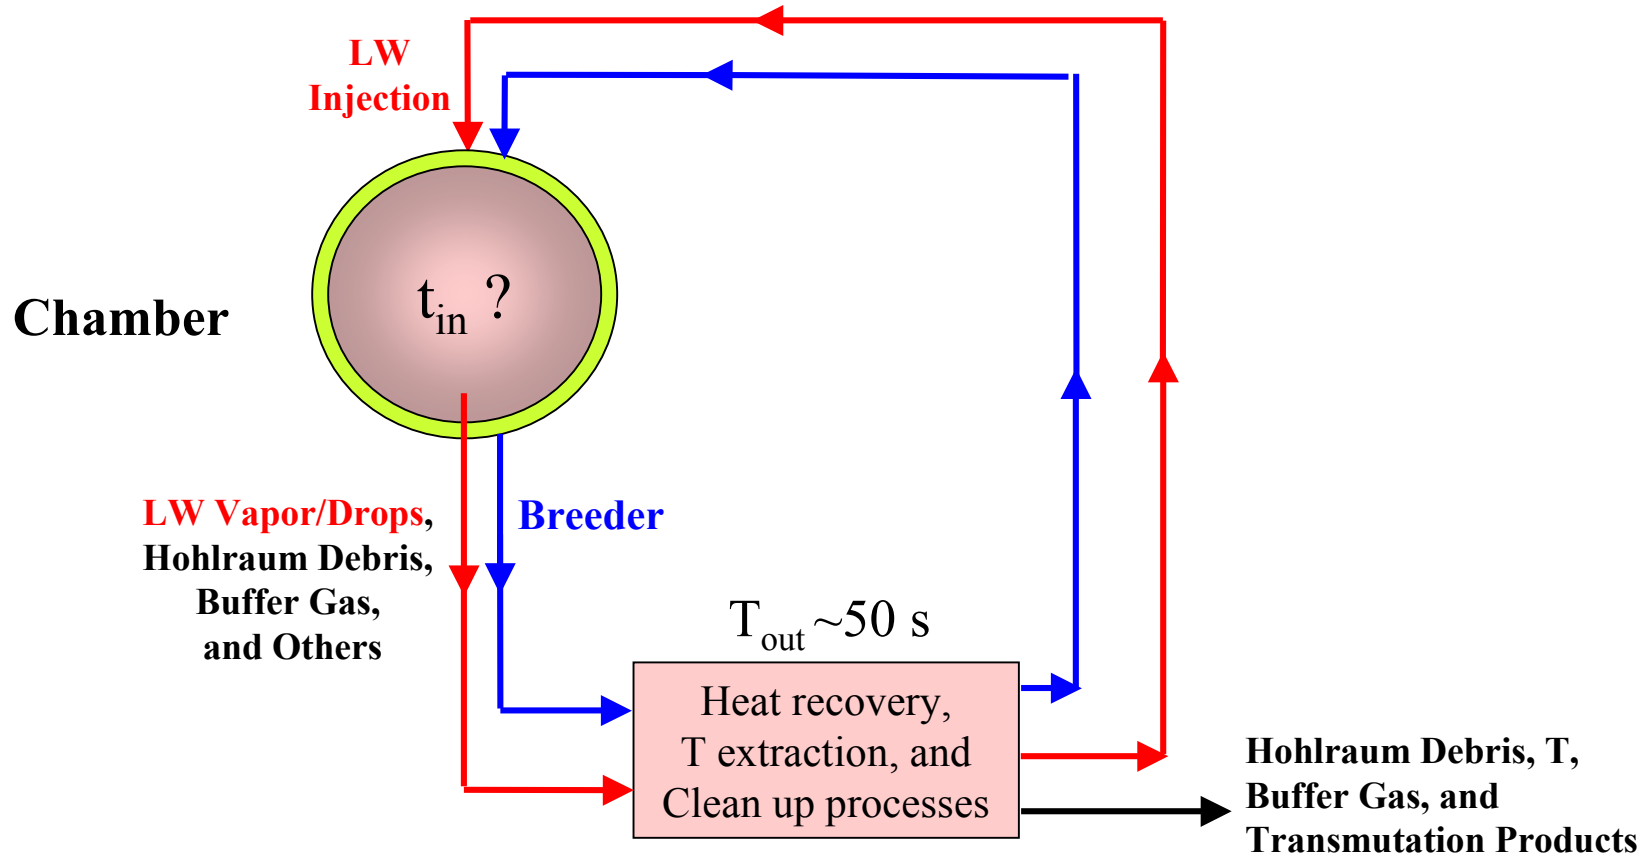 LW
Injection
Chamber
t_in ?
LW Vapor/Drops,
Hohlraum Debris,
Buffer Gas,
and Others
Breeder
T_out ~50 s
Heat recovery,
T extraction, and
Clean up processes
Hohlraum Debris, T,
Buffer Gas, and
Transmutation Products